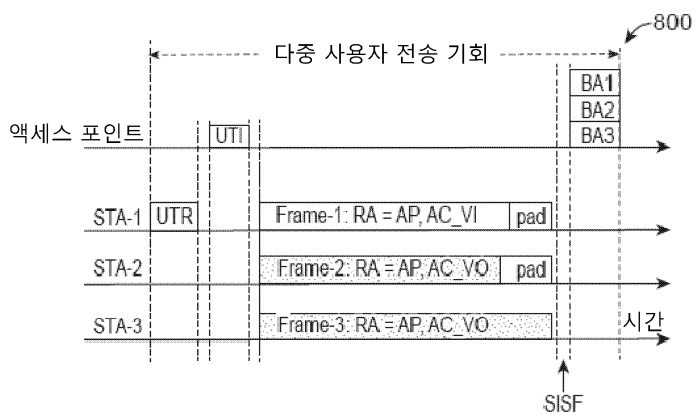 800
다중 사용자 전송 기회
BA1
BA2
BA3
액세스 포인트
UTI
STA-1
UTR
Frame-1: RA = AP, AC_VI
pad
STA-2
Frame-2: RA = AP, AC_VO
pad
STA-3
Frame-3: RA = AP, AC_VO
시간
SISF